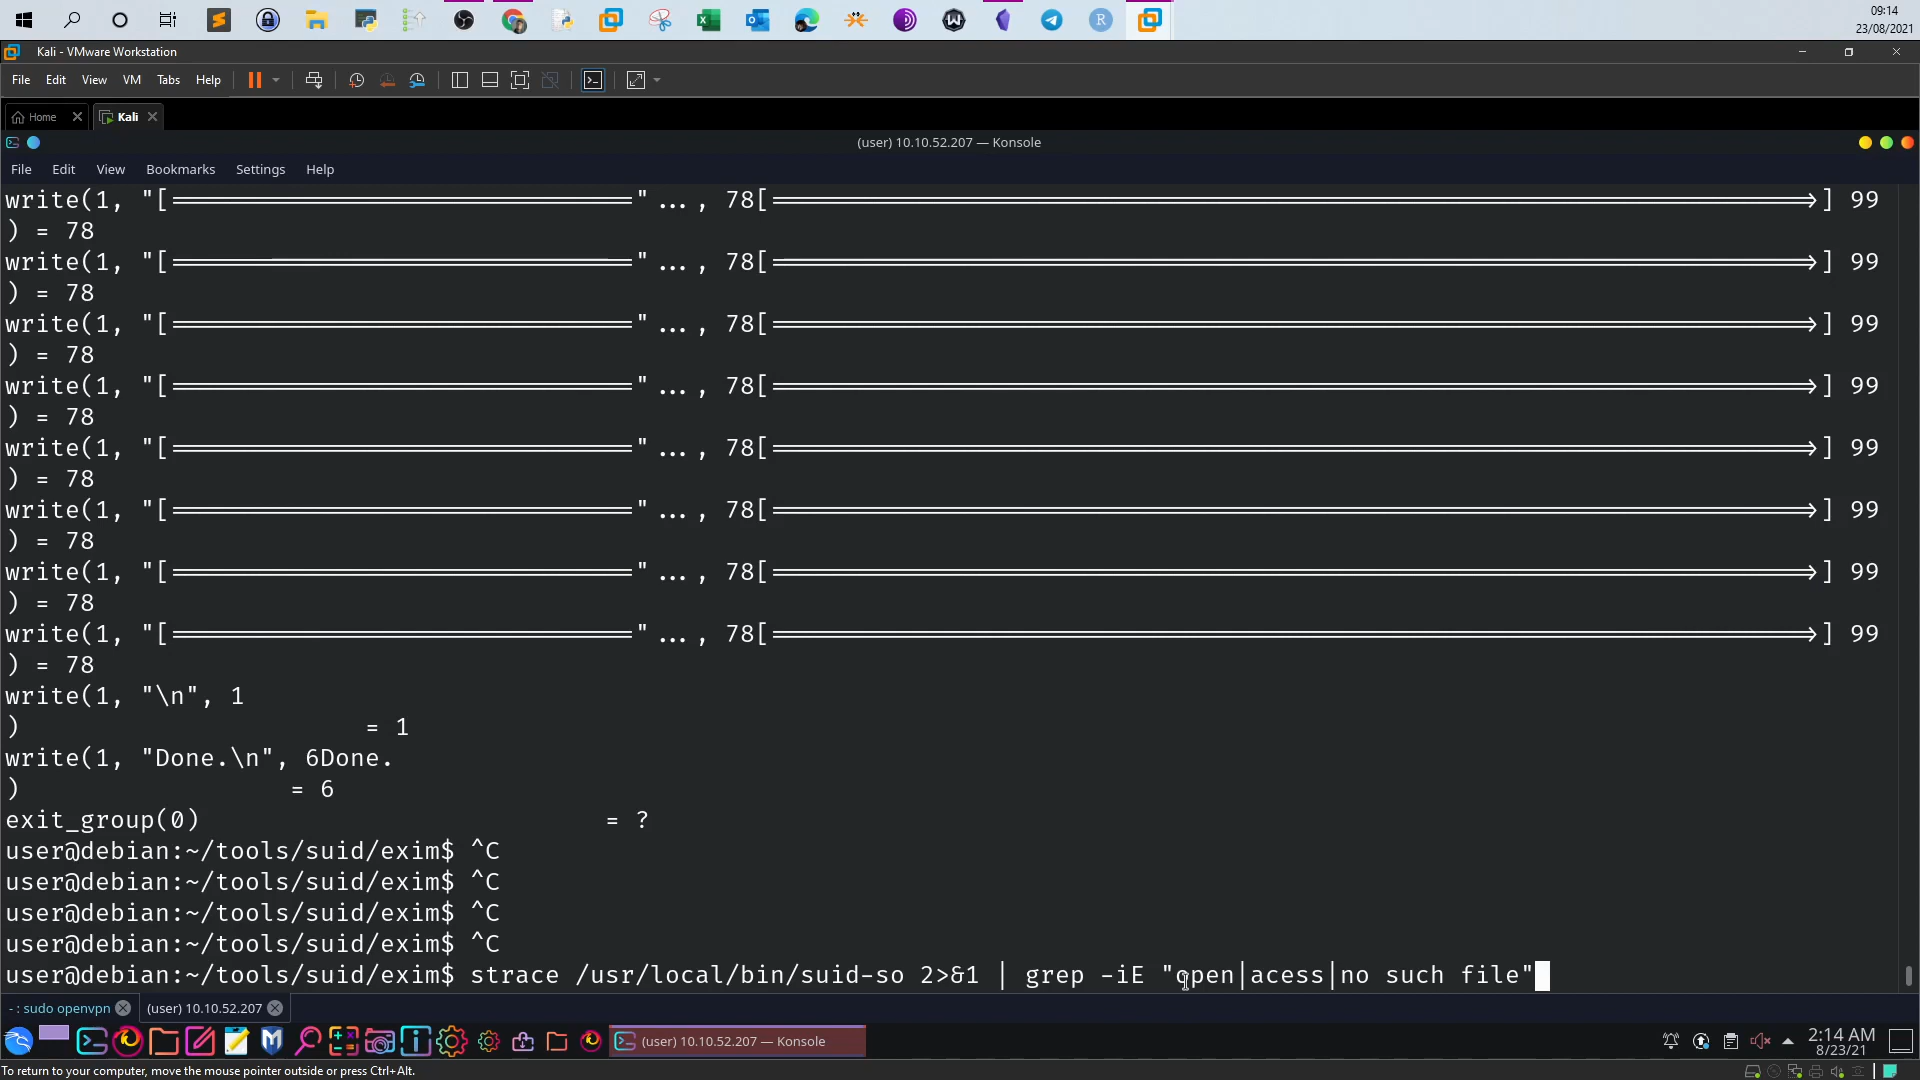 09:14
23/08/2021
Kali - VMware Workstation
File Edit View VM Tabs Help
Home Kali
(user) 10.10.52.207 — Konsole
File Edit View Bookmarks Settings Help
write(1, "[==============================="..., 78[======================================================================>] 99
) = 78
write(1, "[==============================="..., 78[======================================================================>] 99
) = 78
write(1, "[==============================="..., 78[======================================================================>] 99
) = 78
write(1, "[==============================="..., 78[======================================================================>] 99
) = 78
write(1, "[==============================="..., 78[======================================================================>] 99
) = 78
write(1, "[==============================="..., 78[======================================================================>] 99
) = 78
write(1, "[==============================="..., 78[======================================================================>] 99
) = 78
write(1, "[==============================="..., 78[======================================================================>] 99
) = 78
write(1, "\n", 1
) = 1
write(1, "Done.\n", 6Done.
) = 6
exit_group(0) = ?
user@debian:~/tools/suid/exim$ ^C
user@debian:~/tools/suid/exim$ ^C
user@debian:~/tools/suid/exim$ ^C
user@debian:~/tools/suid/exim$ ^C
user@debian:~/tools/suid/exim$ strace /usr/local/bin/suid-so 2>&1 | grep -iE "open|acess|no such file"
- : sudo openvpn (user) 10.10.52.207
(user) 10.10.52.207 — Konsole
2:14 AM
8/23/21
To return to your computer, move the mouse pointer outside or press Ctrl+Alt.